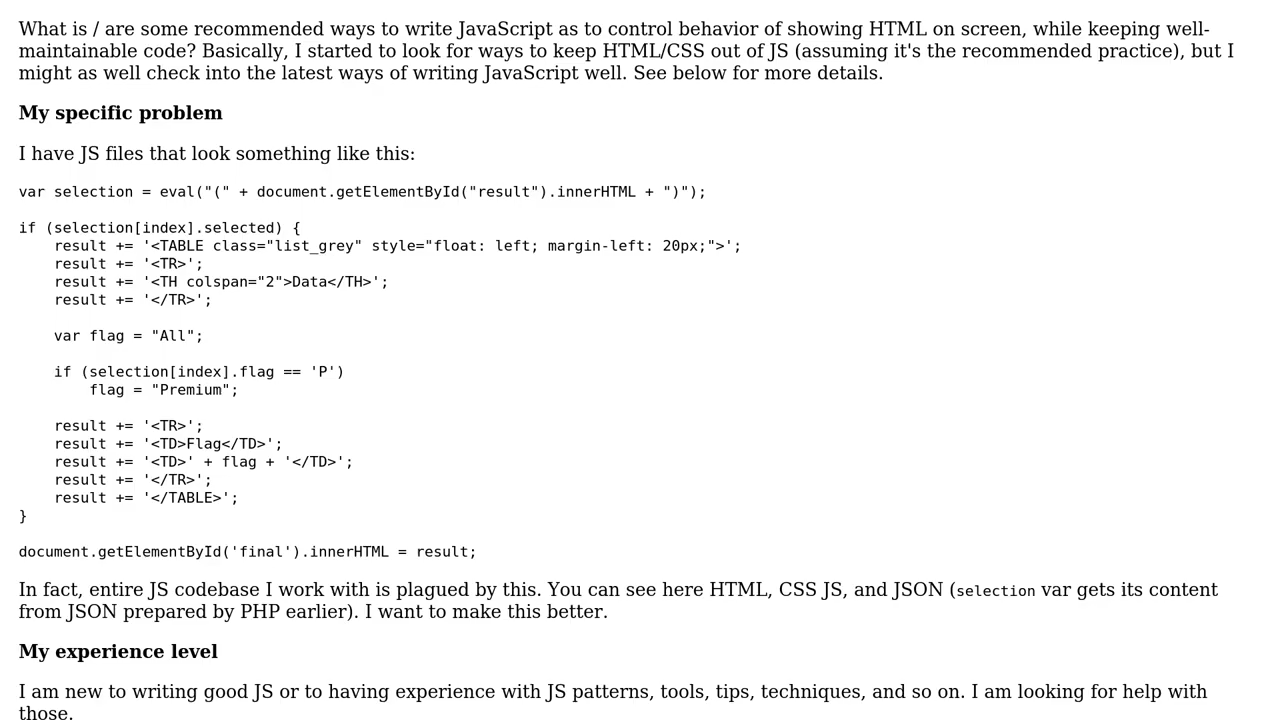 What is / are some recommended ways to write JavaScript as to control behavior of showing HTML on screen, while keeping well-
maintainable code? Basically, I started to look for ways to keep HTML/CSS out of JS (assuming it's the recommended practice), but I
might as well check into the latest ways of writing JavaScript well. See below for more details.
My specific problem
I have JS files that look something like this:
var selection = eval("(" + document.getElementById("result").innerHTML + ")");
if (selection[index].selected) {
    result += '<TABLE class="list_grey" style="float: left; margin-left: 20px;">';
    result += '<TR>';
    result += '<TH colspan="2">Data</TH>';
    result += '</TR>';
    var flag = "All";
    if (selection[index].flag == 'P')
        flag = "Premium";
    result += '<TR>';
    result += '<TD>Flag</TD>';
    result += '<TD>' + flag + '</TD>';
    result += '</TR>';
    result += '</TABLE>';
}
document.getElementById('final').innerHTML = result;
In fact, entire JS codebase I work with is plagued by this. You can see here HTML, CSS JS, and JSON (selection var gets its content
from JSON prepared by PHP earlier). I want to make this better.
My experience level
I am new to writing good JS or to having experience with JS patterns, tools, tips, techniques, and so on. I am looking for help with
those.